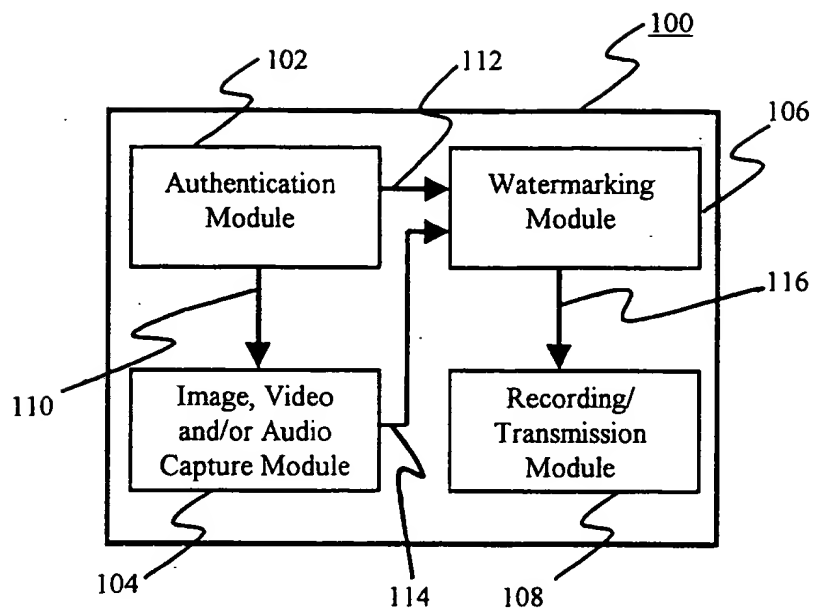 100
102
112
106
Authentication
Module
Watermarking
Module
116
110
Image, Video
and/or Audio
Capture Module
Recording/
Transmission
Module
104
114
108